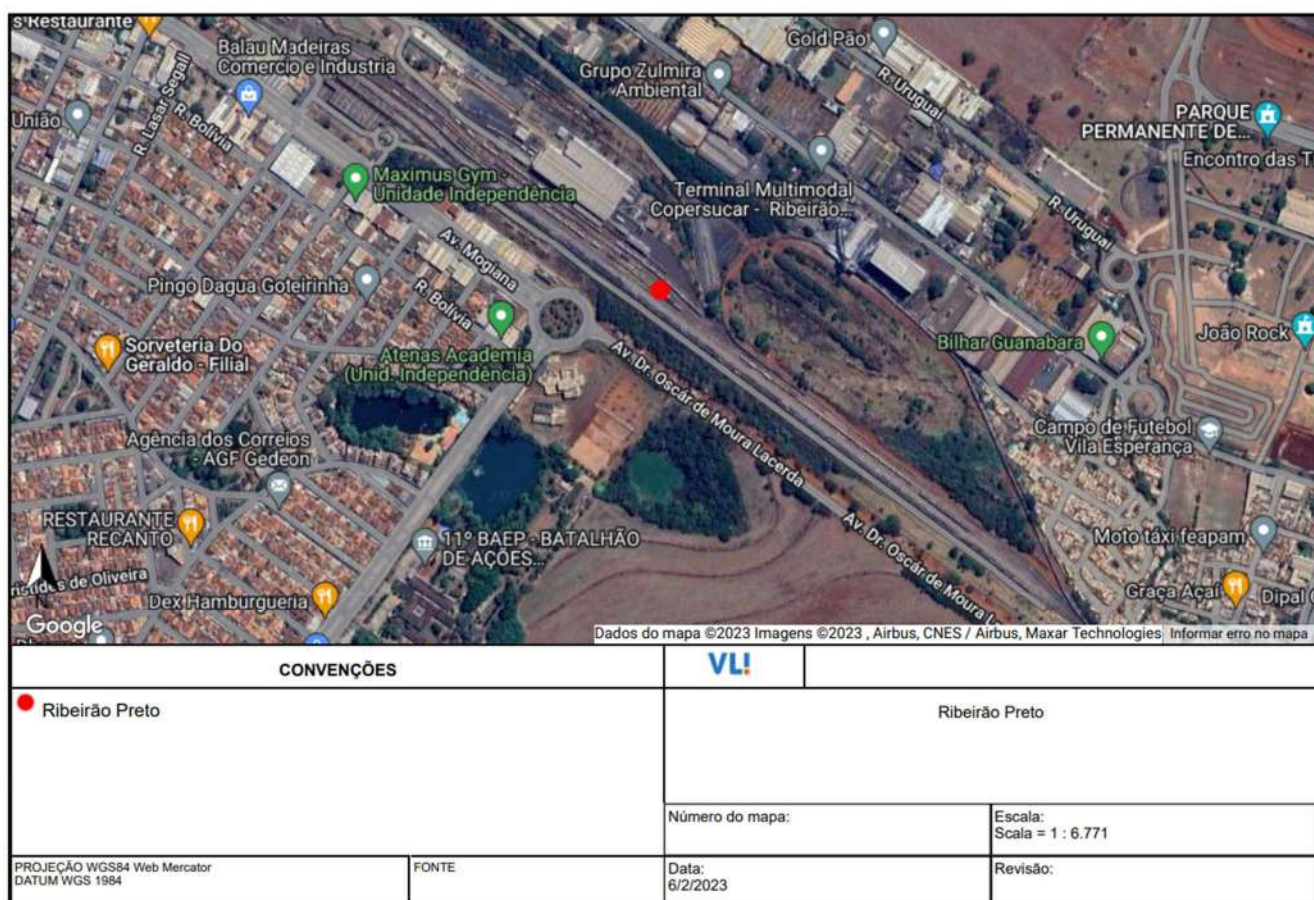 s Restaurante
Balau Madeiras
Comercio e Industria
R. Lasar Segall
R. Bolívia
União
Gold Pão
Grupo Zulmira
Ambiental
R. Uruguai
PARQUE
PERMANENTE DE...
Encontro das T
Maximus Gym -
Unidade Independência
Terminal Multimodal
Copersucar - Ribeirão...
R. Uruguai
Av. Mogiana
Pingo Dagua Goteirinha
R. Bolívia
João Rock
Bilhar Guanabara
Sorveteria Do
Geraldo - Filial
Atenas Academia
(Unid. Independência)
Av. Dr. Oscár de Moura Lacerda
Campo de Futebol
Vila Esperança
Agência dos Correios
- AGF Gedeon
RESTAURANTE
RECANTO
11º BAEP - BATALHÃO
DE AÇÕES...
Av. Dr. Oscár de Moura L
Moto táxi feapam
ristides de Oliveira
Dex Hamburgueria
Graça Açaí
Dipal
Google
Dados do mapa ©2023 Imagens ©2023 , Airbus, CNES / Airbus, Maxar Technologies
Informar erro no mapa
CONVENÇÕES
VL!
Ribeirão Preto
Ribeirão Preto
Número do mapa:
Escala:
Scala = 1 : 6.771
PROJEÇÃO WGS84 Web Mercator
DATUM WGS 1984
FONTE
Data:
6/2/2023
Revisão: